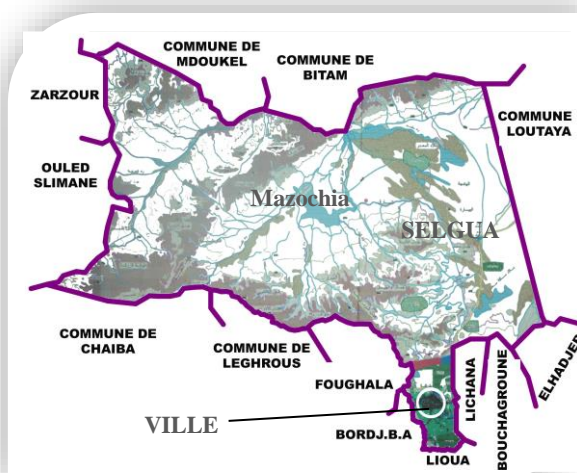 COMMUNE DE
MDOUKEL
COMMUNE DE
BITAM
ZARZOUR
COMMUNE
LOUTAYA
OULED
SLIMANE
Mazochia
SELGUA
COMMUNE DE
CHAIBA
COMMUNE DE
LEGHROUS
FOUGHALA
LICHANA
BOUCHAGROUNE
ELHADJEB
VILLE
BORDJ.B.A
LIOUA